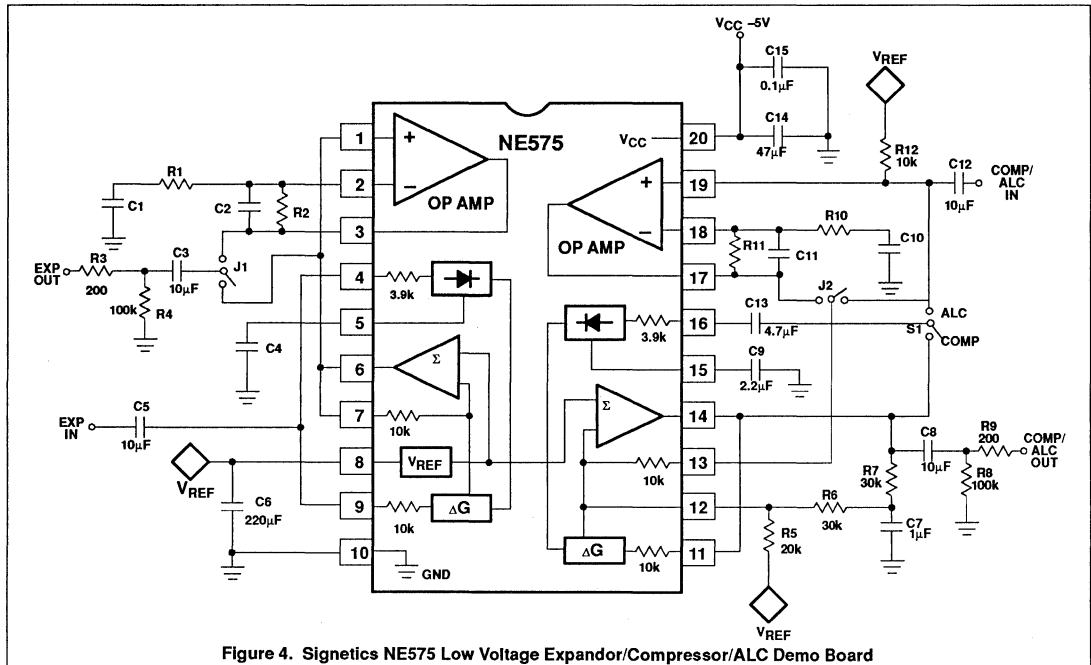 VCC –5V
C15
0.1µF
C14
47µF
VREF
R12
10k
C12
10µF
COMP/
ALC
IN
NE575
VCC
1
2
3
4
5
6
7
8
9
10
20
19
18
17
16
15
14
13
12
11
+
–
OP AMP
+
–
OP AMP
R1
C1
C2
R2
EXP
OUT
R3
200
C3
10µF
J1
R4
100k
C4
EXP
IN
C5
10µF
VREF
C6
220µF
3.9k
Σ
10k
VREF
10k
ΔG
GND
3.9k
Σ
10k
ΔG
10k
R11
C11
R10
C10
J2
C13
4.7µF
ALC
S1
COMP
C9
2.2µF
C8
10µF
R9
200
COMP/
ALC
OUT
R7
30k
R8
100k
R6
30k
C7
1µF
R5
20k
VREF
Figure 4. Signetics NE575 Low Voltage Expandor/Compressor/ALC Demo Board